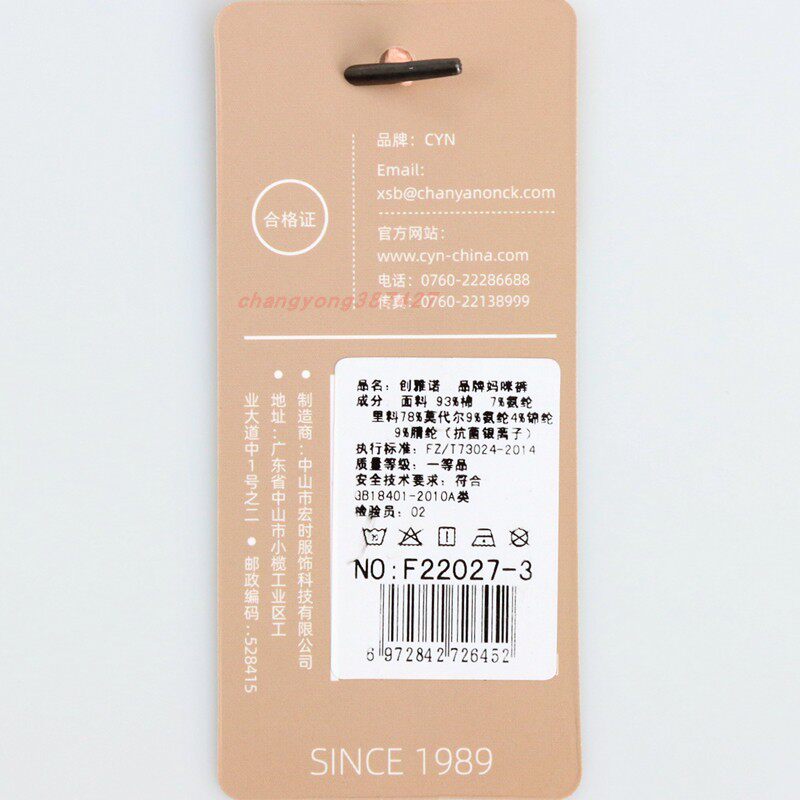 品牌：CYN
Email:
xsb@chanyanonck.com
合格证
官方网站：
www.cyn-china.com
电话：0760-22286688
传真：0760-22138999
changyong387127
品名：创雅诺 品牌妈咪裤
成分 面料 93%棉 7%氨纶
里料78%莫代尔9%氨纶4%锦纶
9%腈纶（抗菌银离子）
执行标准：FZ/T73024-2014
质量等级：一等品
安全技术要求：符合
GB18401-2010A类
检验员：02
NO:F22027-3
6 972842 726452
● 制造商：中山市宏时服饰科技有限公司
● 地址：广东省中山市小榄工业区工
业大道中1号之二 ● 邮政编码：528415
SINCE 1989